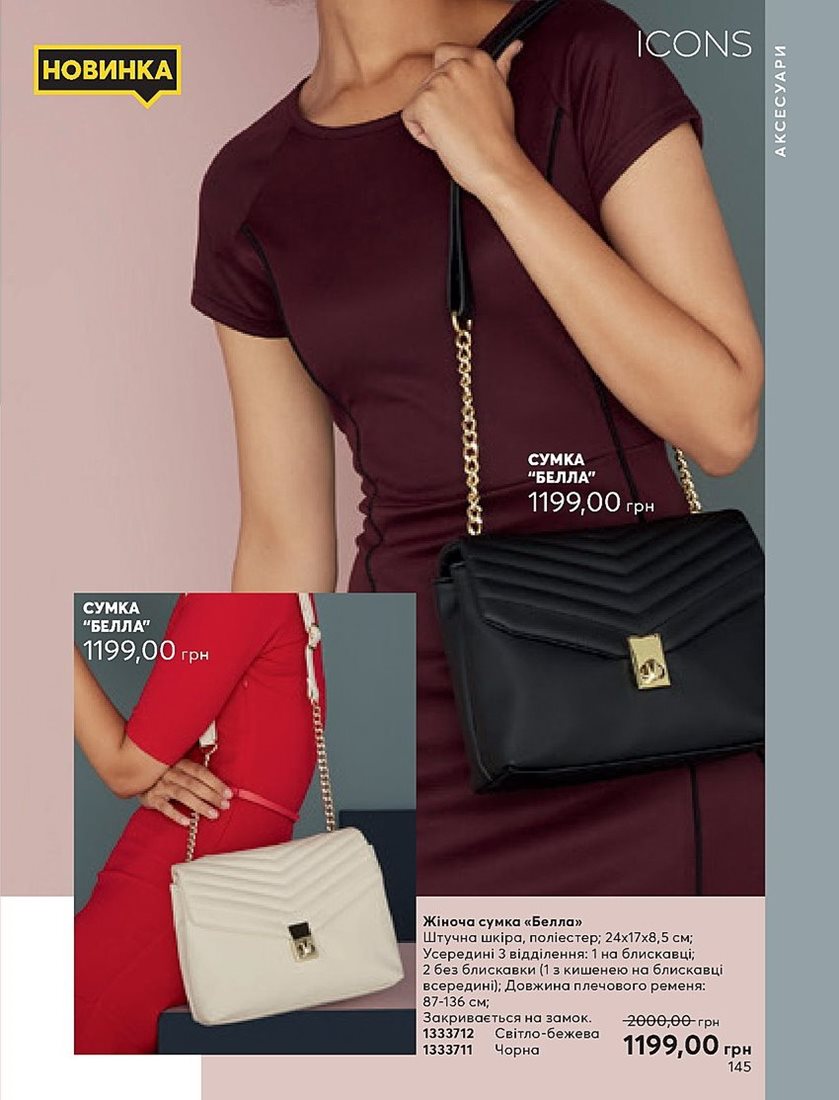 НОВИНКА
ICONS
АКСЕСУАРИ
СУМКА
“БЕЛЛА”
1199,00 грн
СУМКА
“БЕЛЛА”
1199,00 грн
Жіноча сумка «Белла»
Штучна шкіра, поліестер; 24х17х8,5 см;
Усередині 3 відділення: 1 на блискавці;
2 без блискавки (1 з кишенею на блискавці
всередині); Довжина плечового ременя:
87-136 см;
Закривається на замок.
1333712 Світло-бежева
1333711 Чорна
2000,00 грн
1199,00 грн
145